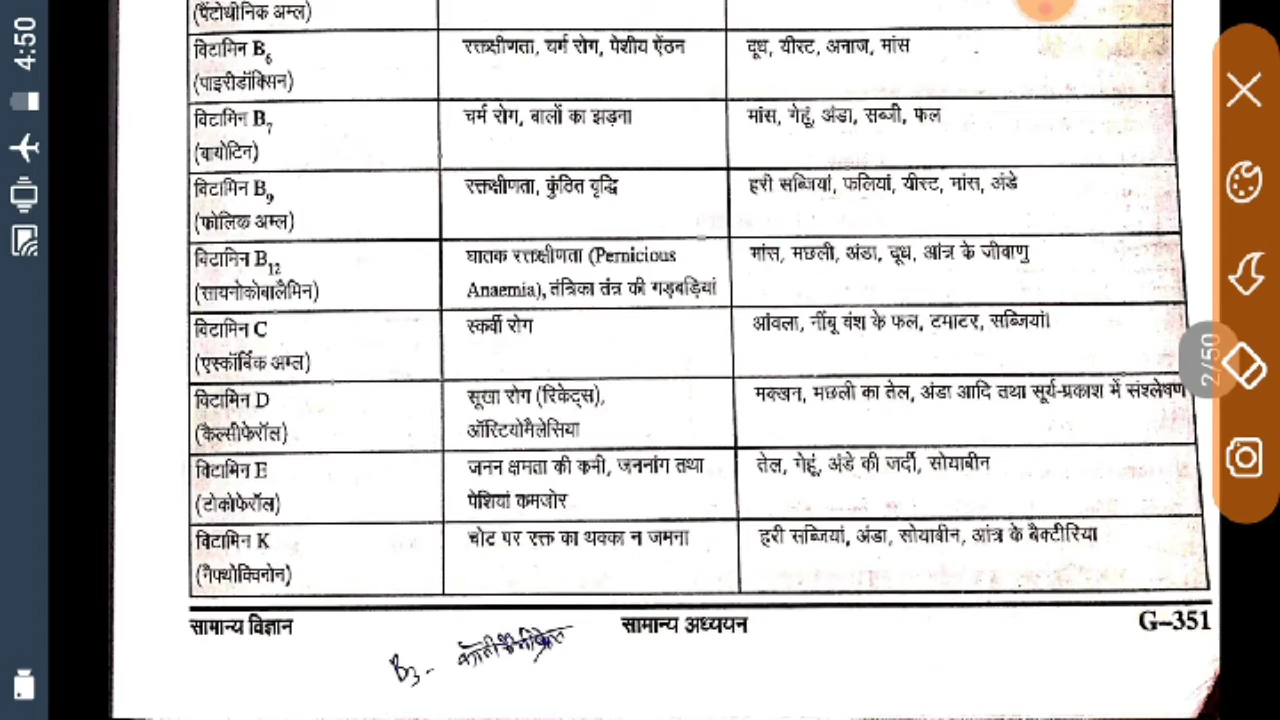 4:50
(पैंटोथीनिक अम्ल)
विटामिन B6 रक्तक्षीणता, चर्म रोग, पेशीय ऐंठन दूध, यीस्ट, अनाज, मांस
(पाइरीडॉक्सिन)
विटामिन B7 चर्म रोग, बालों का झड़ना मांस, गेहूं, अंडा, सब्जी, फल
(बायोटिन)
विटामिन B9 रक्तक्षीणता, कुंठित वृद्धि हरी सब्जियां, फलियां, यीस्ट, मांस, अंडे
(फोलिक अम्ल)
विटामिन B12 घातक रक्तक्षीणता (Pernicious मांस, मछली, अंडा, दूध, आंत्र के जीवाणु
(सायनोकोबालैमिन) Anaemia), तंत्रिका तंत्र की गड़बड़ियां
विटामिन C स्कर्वी रोग आंवला, नींबू वंश के फल, टमाटर, सब्जियां।
(एस्कॉर्बिक अम्ल)
विटामिन D सूखा रोग (रिकेट्स), मक्खन, मछली का तेल, अंडा आदि तथा सूर्य-प्रकाश में संश्लेषण
(कैल्सीफेरॉल) ऑस्टियोमैलेसिया
विटामिन E जनन क्षमता की कमी, जननांग तथा तेल, गेहूं, अंडे की जर्दी, सोयाबीन
(टोकोफेरॉल) पेशियां कमजोर
विटामिन K चोट पर रक्त का थक्का न जमना हरी सब्जियां, अंडा, सोयाबीन, आंत्र के बैक्टीरिया
(नैफ्थोक्विनोन)
सामान्य विज्ञान सामान्य अध्ययन G-351
B3-
2/50